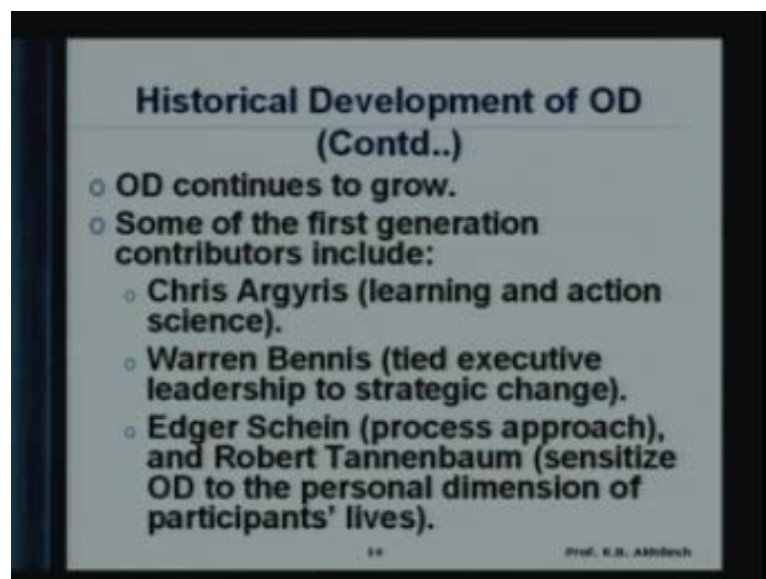 Historical Development of OD
(Contd..)
o OD continues to grow.
o Some of the first generation
contributors include:
o Chris Argyris (learning and action
science).
o Warren Bennis (tied executive
leadership to strategic change).
o Edger Schein (process approach),
and Robert Tannenbaum (sensitize
OD to the personal dimension of
participants' lives).
Prof. K.B. Akhilesh